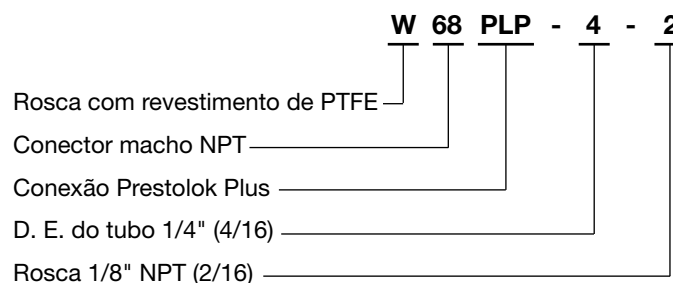 W 68 PLP - 4 - 2
Rosca com revestimento de PTFE
Conector macho NPT
Conexão Prestolok Plus
D. E. do tubo 1/4" (4/16)
Rosca 1/8" NPT (2/16)